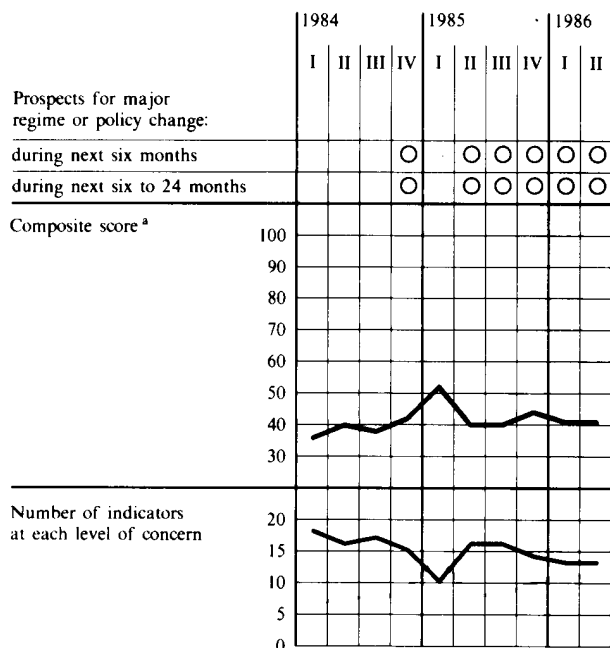 1984 1985 1986
I II III IV I II III IV I II
Prospects for major
regime or policy change:
during next six months
during next six to 24 months
Composite score a
100
90
80
70
60
50
40
30
Number of indicators
at each level of concern
20
15
10
5
0